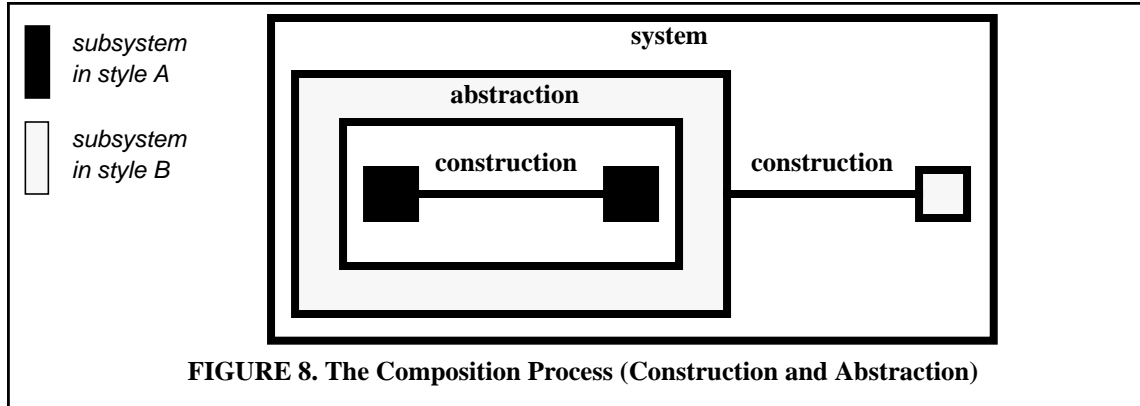 subsystem
in style A
subsystem
in style B
system
abstraction
construction
construction
FIGURE 8. The Composition Process (Construction and Abstraction)